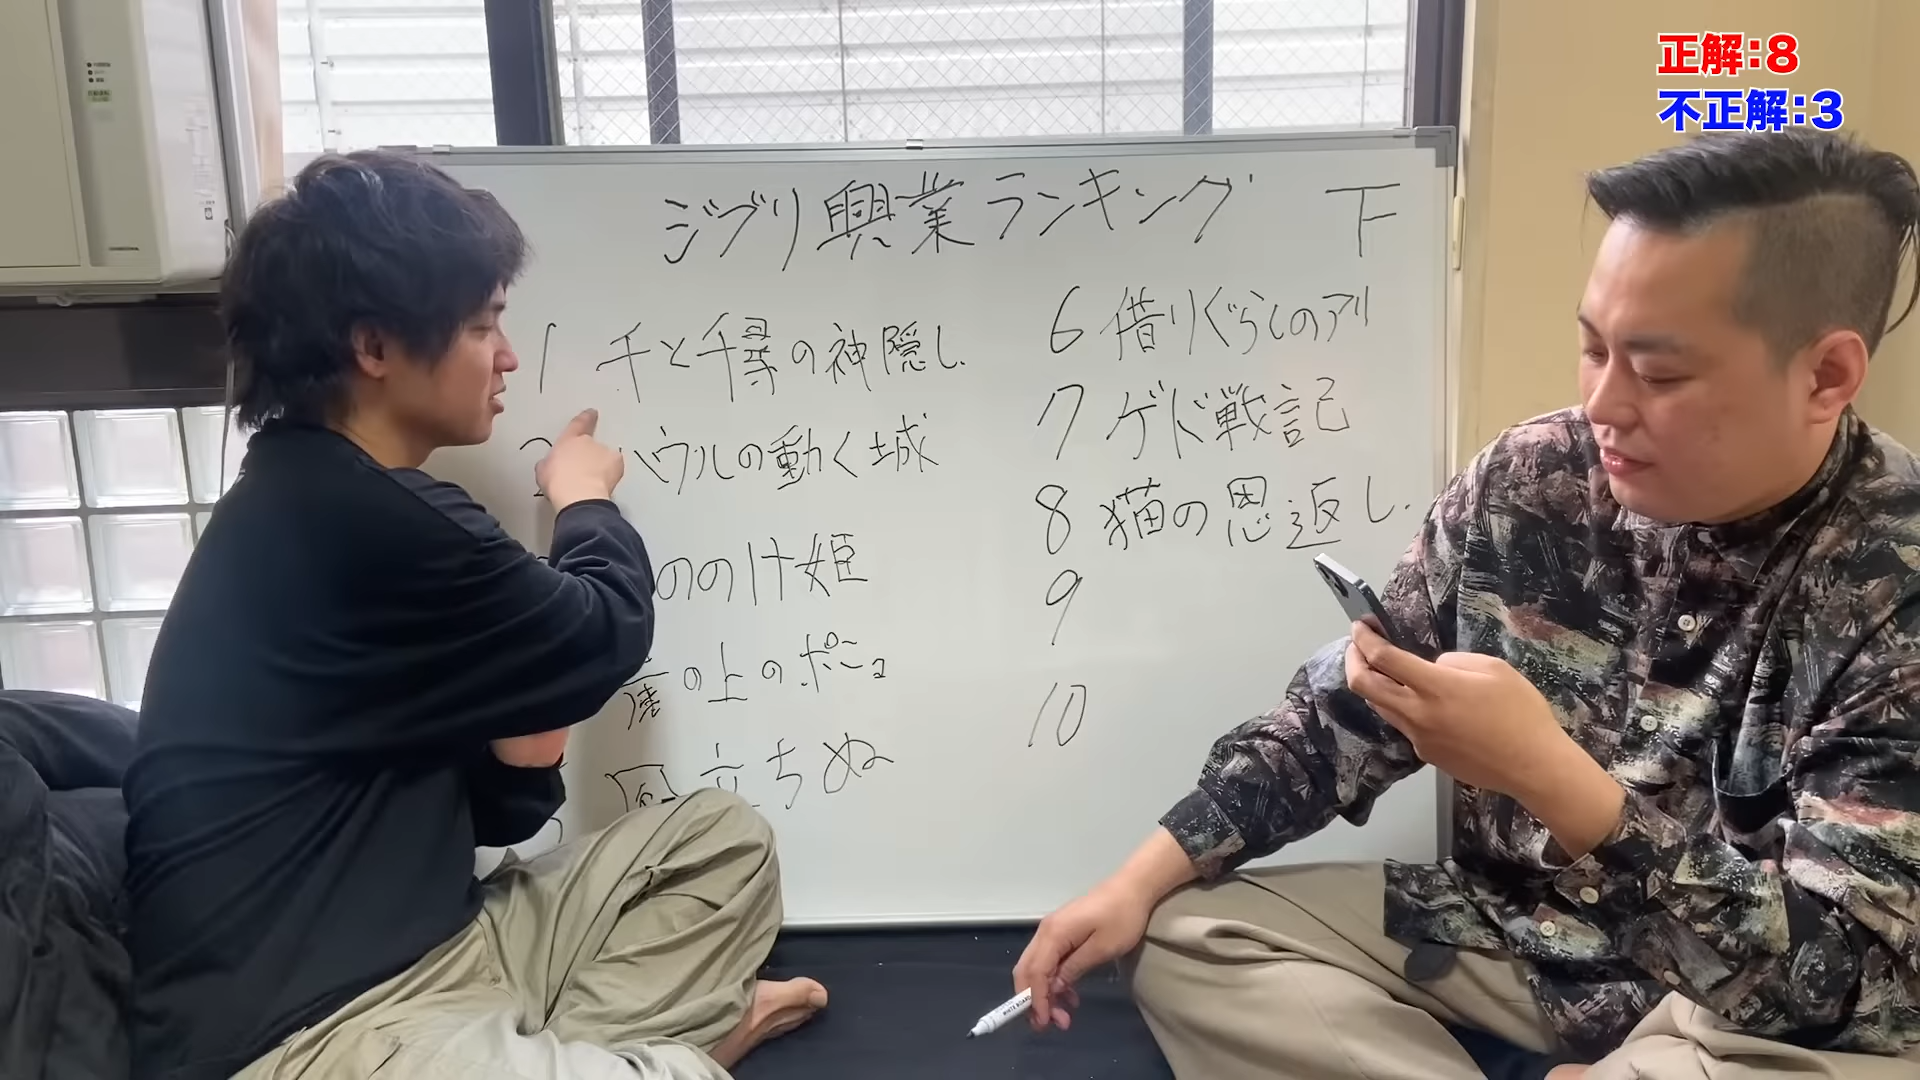 正解:8
不正解:3
ジブリ興業ランキング 下
1 千と千尋の神隠し
2 ハウルの動く城
ののけ姫
崖の上のポニョ
風立ちぬ
6 借りぐらしのアリ
7 ゲド戦記
8 猫の恩返し
9
10